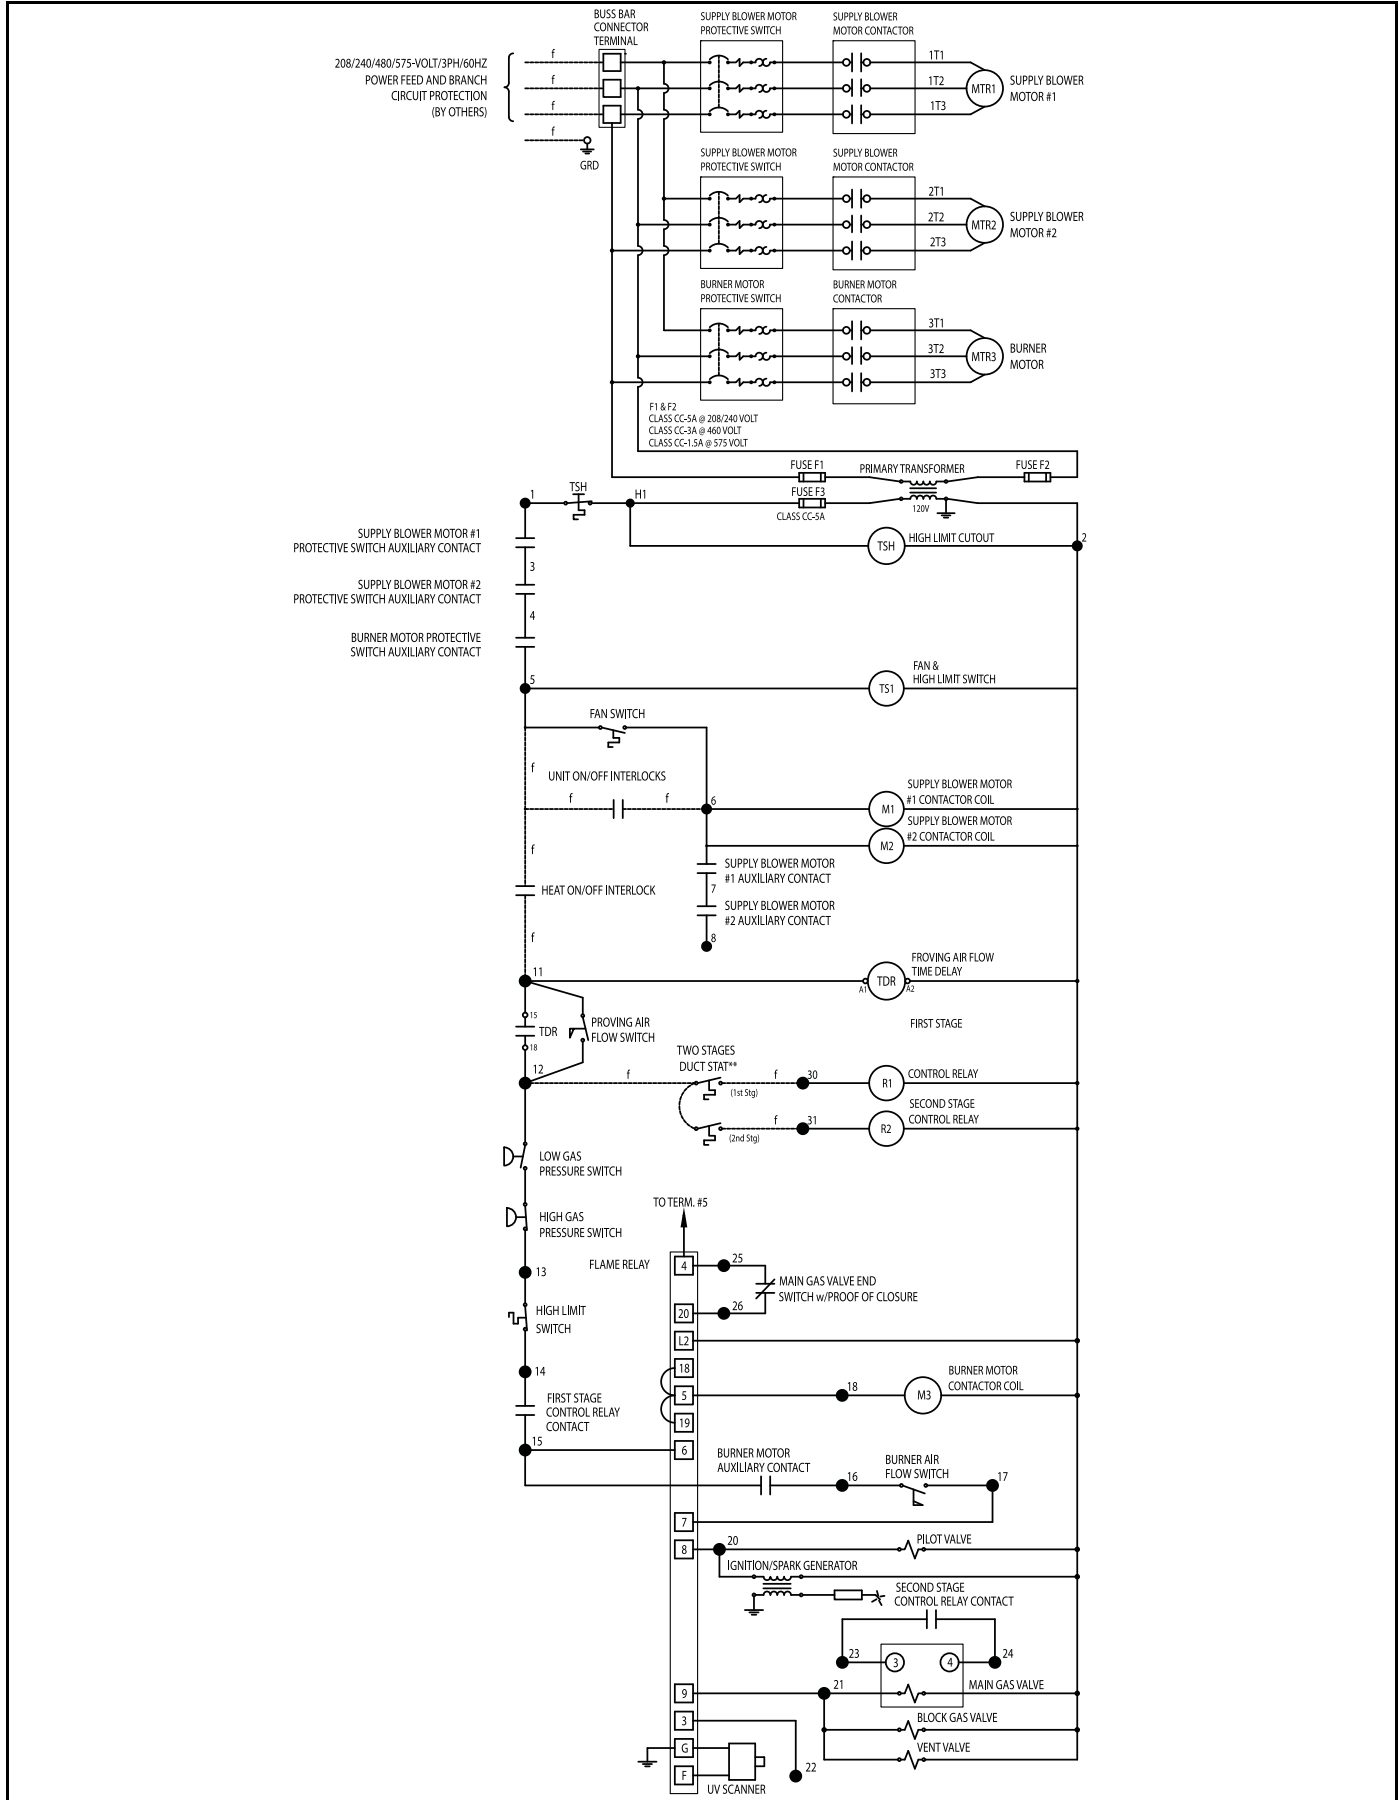 BUSS BAR
CONNECTOR
TERMINAL
SUPPLY BLOWER MOTOR
PROTECTIVE SWITCH
SUPPLY BLOWER
MOTOR CONTACTOR
208/240/480/575-VOLT/3PH/60HZ
POWER FEED AND BRANCH
CIRCUIT PROTECTION
(BY OTHERS)
f
f
f
f
GRD
1T1
1T2
1T3
MTR1
SUPPLY BLOWER
MOTOR #1
SUPPLY BLOWER MOTOR
PROTECTIVE SWITCH
SUPPLY BLOWER
MOTOR CONTACTOR
2T1
2T2
2T3
MTR2
SUPPLY BLOWER
MOTOR #2
BURNER MOTOR
PROTECTIVE SWITCH
BURNER MOTOR
CONTACTOR
3T1
3T2
3T3
MTR3
BURNER
MOTOR
F1 & F2
CLASS CC-5A @ 208/240 VOLT
CLASS CC-3A @ 460 VOLT
CLASS CC-1.5A @ 575 VOLT
FUSE F1
PRIMARY TRANSFORMER
FUSE F2
1
TSH
H1
FUSE F3
CLASS CC-5A
120V
TSH
HIGH LIMIT CUTOUT
2
SUPPLY BLOWER MOTOR #1
PROTECTIVE SWITCH AUXILIARY CONTACT
3
SUPPLY BLOWER MOTOR #2
PROTECTIVE SWITCH AUXILIARY CONTACT
4
BURNER MOTOR PROTECTIVE
SWITCH AUXILIARY CONTACT
5
TS1
FAN &
HIGH LIMIT SWITCH
FAN SWITCH
f
UNIT ON/OFF INTERLOCKS
f
f
6
M1
SUPPLY BLOWER MOTOR
#1 CONTACTOR COIL
M2
SUPPLY BLOWER MOTOR
#2 CONTACTOR COIL
f
SUPPLY BLOWER MOTOR
#1 AUXILIARY CONTACT
7
HEAT ON/OFF INTERLOCK
SUPPLY BLOWER MOTOR
#2 AUXILIARY CONTACT
8
f
11
A1
TDR
A2
FROVING AIR FLOW
TIME DELAY
15
TDR
18
PROVING AIR
FLOW SWITCH
FIRST STAGE
12
f
TWO STAGES
DUCT STAT**
(1st Stg)
f
30
R1
CONTROL RELAY
(2nd Stg)
f
31
R2
SECOND STAGE
CONTROL RELAY
LOW GAS
PRESSURE SWITCH
HIGH GAS
PRESSURE SWITCH
TO TERM. #5
FLAME RELAY
4
25
MAIN GAS VALVE END
SWITCH w/PROOF OF CLOSURE
13
20
26
HIGH LIMIT
SWITCH
L2
14
18
5
18
M3
BURNER MOTOR
CONTACTOR COIL
19
FIRST STAGE
CONTROL RELAY
CONTACT
15
6
BURNER MOTOR
AUXILIARY CONTACT
16
BURNER AIR
FLOW SWITCH
17
7
8
20
PILOT VALVE
IGNITION/SPARK GENERATOR
SECOND STAGE
CONTROL RELAY CONTACT
23
3
4
24
9
21
MAIN GAS VALVE
3
BLOCK GAS VALVE
G
VENT VALVE
F
UV SCANNER
22